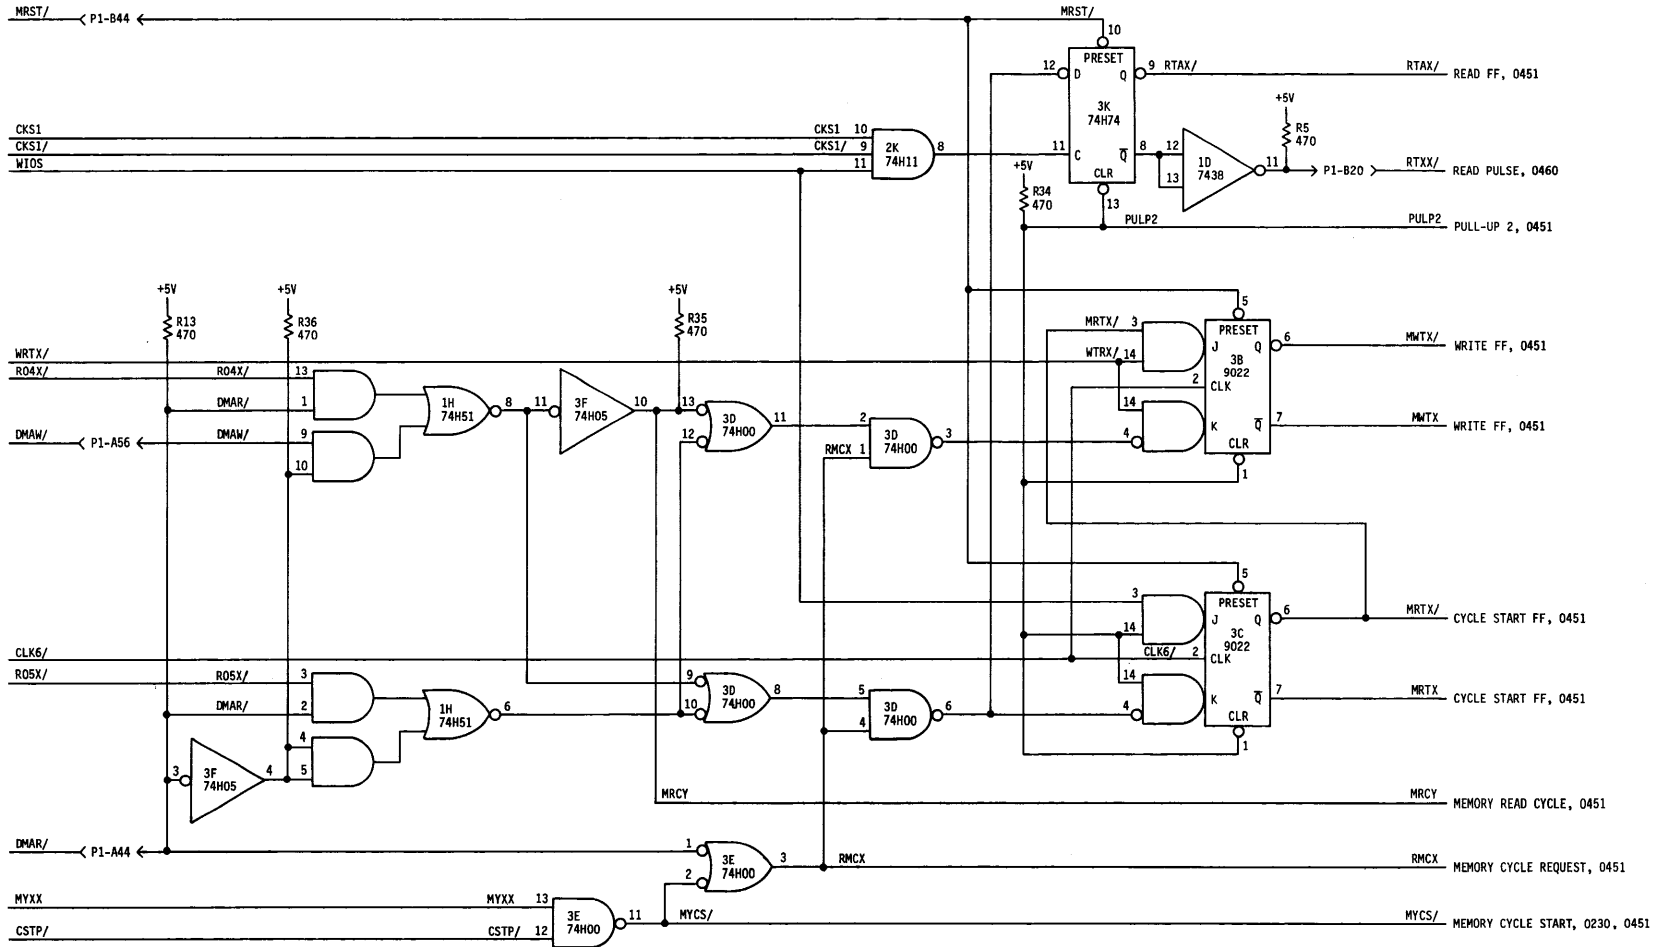 MRST/ P1-B44 MRST/
10
PRESET
12 D Q 9 RTAX/ RTAX/ READ FF, 0451
3K
74H74
+5V
R5
470
CKS1 CKS1 10
CKS1/ CKS1/ 9
WIOS 11
2K
74H11
8
11 C Q 8
CLR
13
12
13
1D
7438
11 P1-B20 RTXX/ READ PULSE, 0460
+5V
R34
470
PULP2 PULP2 PULL-UP 2, 0451
+5V
R13
470
+5V
R36
470
+5V
R35
470
5
PRESET
MRTX/ 3
J Q 6 MWTX/ WRITE FF, 0451
3B
9022
WRTX/ WTRX/ 14
2 CLK
RO4X/ RO4X/ 13
DMAR/ 1
1H
74H51
8 11
3F
74H05
10 13
12
3D
74H00
11 2
RMCX 1
3D
74H00
3
14
4
K Q 7 MWTX WRITE FF, 0451
CLR
1
DMAW/ P1-A56 DMAW/ 9
10
5
PRESET
3
J Q 6 MRTX/ CYCLE START FF, 0451
14
3C
9022
CLK6/ CLK6/ 2 CLK
RO5X/ RO5X/ 3
DMAR/ 2
1H
74H51
6
9
10
3D
74H00
8 5
4
3D
74H00
6
14
4
K Q 7 MRTX CYCLE START FF, 0451
CLR
1
3
3F
74H05
4
4
5
MRCY MRCY MEMORY READ CYCLE, 0451
DMAR/ P1-A44 1
2
3E
74H00
3 RMCX RMCX MEMORY CYCLE REQUEST, 0451
MYXX MYXX 13
CSTP/ CSTP/ 12
3E
74H00
11 MYCS/ MYCS/ MEMORY CYCLE START, 0230, 0451